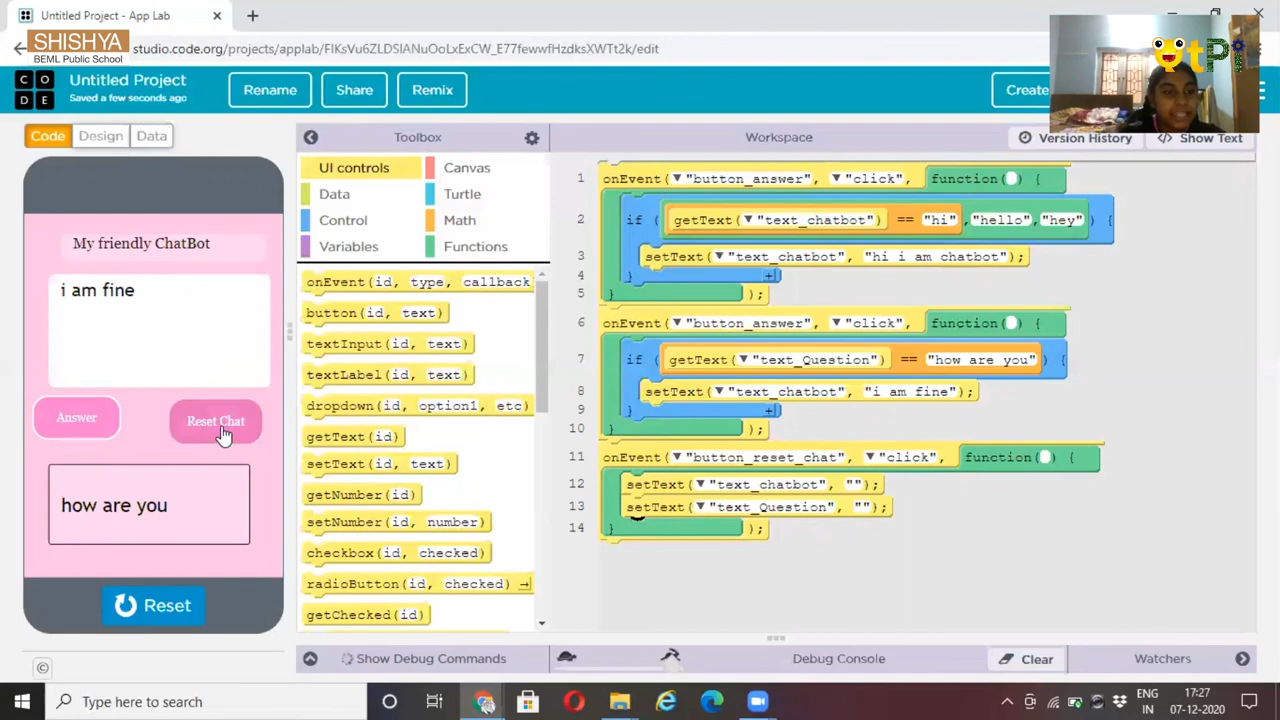 Untitled Project - App Lab
SHISHYA
BEML Public School
studio.code.org/projects/applab/FIKsVu6ZLDSIANuOoLxExCW_E77fewwfHzdksXWTt2k/edit
OtPi
CODE
Untitled Project
Saved a few seconds ago
Rename
Share
Remix
Create
Code
Design
Data
Toolbox
Workspace
Version History
</> Show Text
UI controls
Canvas
Data
Turtle
Control
Math
Variables
Functions
onEvent(id, type, callback
button(id, text)
textInput(id, text)
textLabel(id, text)
dropdown(id, option1, etc)
getText(id)
setText(id, text)
getNumber(id)
setNumber(id, number)
checkbox(id, checked)
radioButton(id, checked)
getChecked(id)
My friendly ChatBot
i am fine
Answer
Reset Chat
how are you
Reset
1 onEvent("button_answer", "click", function() {
2 if (getText("text_chatbot") == "hi","hello","hey") {
3 setText("text_chatbot", "hi i am chatbot");
4 } +
5 } );
6 onEvent("button_answer", "click", function() {
7 if (getText("text_Question") == "how are you") {
8 setText("text_chatbot", "i am fine");
9 } +
10 } );
11 onEvent("button_reset_chat", "click", function() {
12 setText("text_chatbot", "");
13 setText("text_Question", "");
14 } );
©
Show Debug Commands
Debug Console
Clear
Watchers
Type here to search
ENG
IN
17:27
07-12-2020